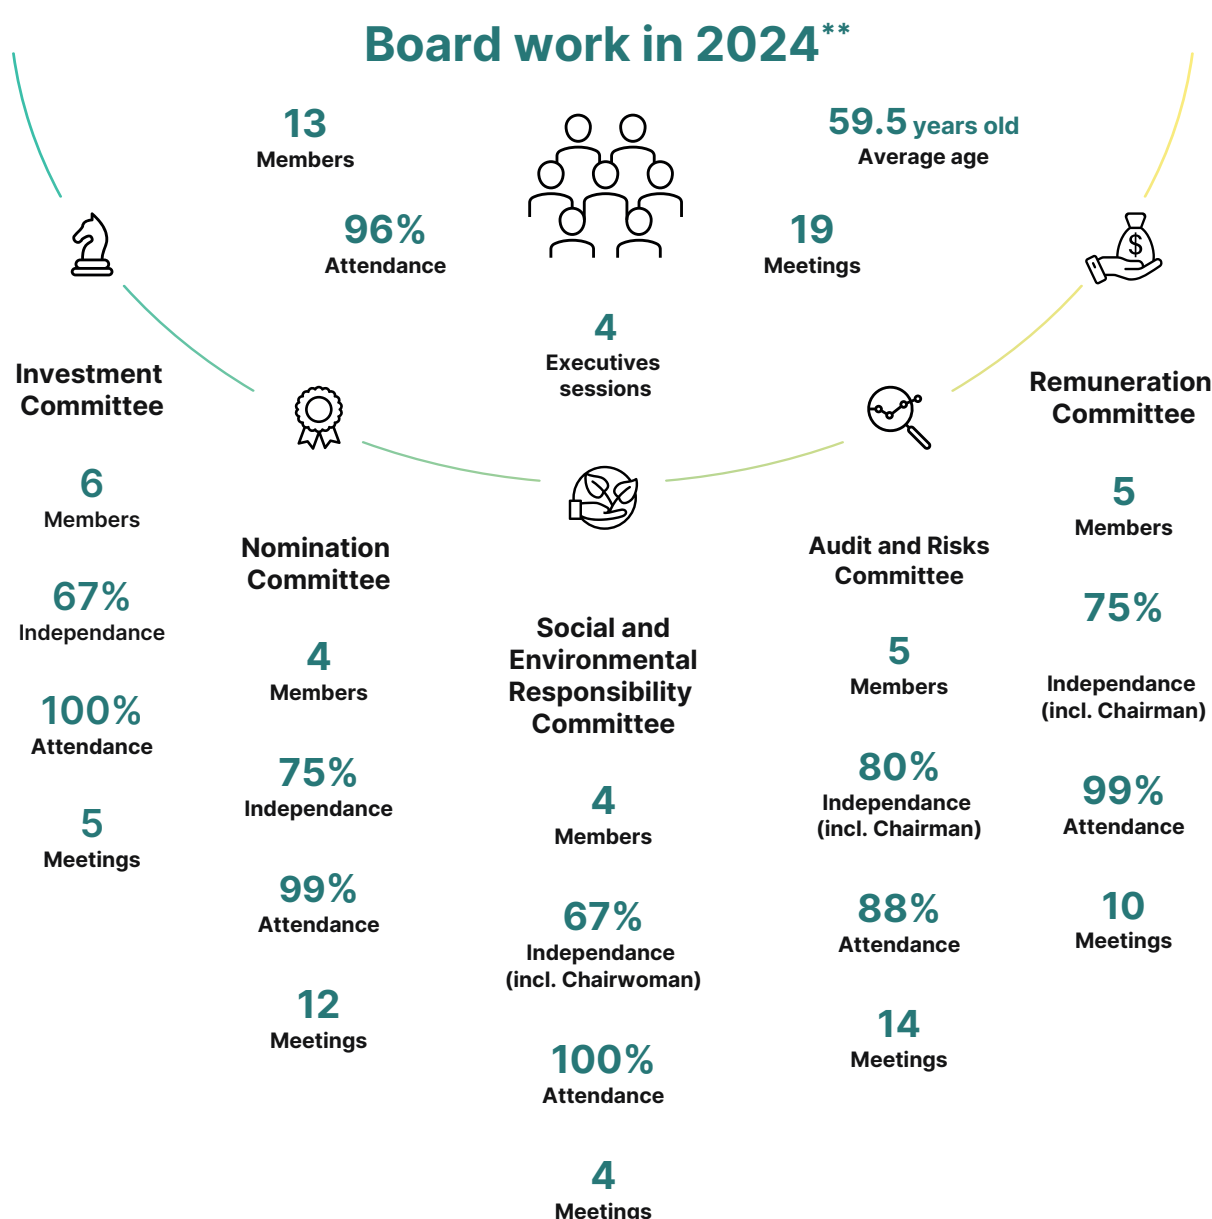 Board work in 2024**
13
Members
59.5 years old
Average age
96%
Attendance
19
Meetings
4
Executives
sessions
$
Investment
Committee
6
Members
67%
Independance
100%
Attendance
5
Meetings
Nomination
Committee
4
Members
75%
Independance
99%
Attendance
12
Meetings
Social and
Environmental
Responsibility
Committee
4
Members
67%
Independance
(incl. Chairwoman)
100%
Attendance
4
Meetings
Audit and Risks
Committee
5
Members
80%
Independance
(incl. Chairman)
88%
Attendance
14
Meetings
Remuneration
Committee
5
Members
75%
Independance
(incl. Chairman)
99%
Attendance
10
Meetings